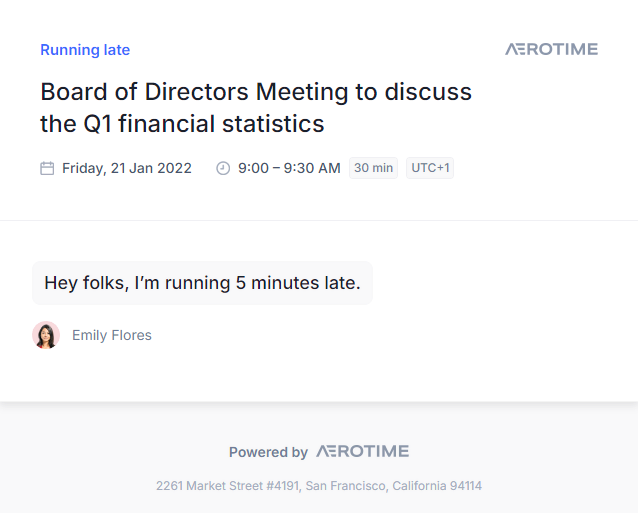 Running late
AEROTIME
Board of Directors Meeting to discuss
the Q1 financial statistics
Friday, 21 Jan 2022 9:00 – 9:30 AM 30 min UTC+1
Hey folks, I’m running 5 minutes late.
Emily Flores
Powered by AEROTIME
2261 Market Street #4191, San Francisco, California 94114